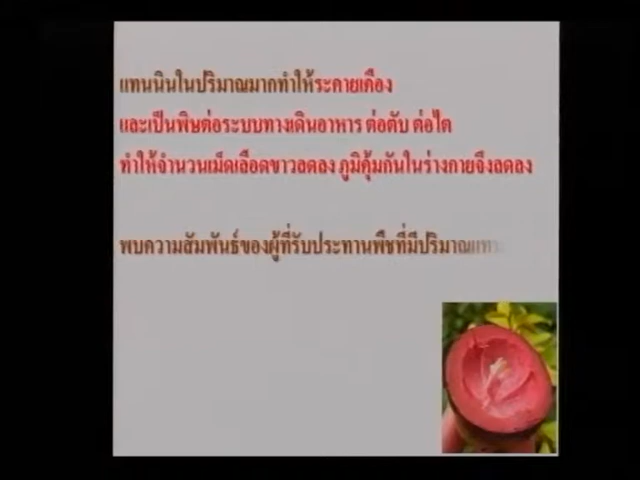 แทนนินในปริมาณมากทำให้ระคายเคือง
และเป็นพิษต่อระบบทางเดินอาหาร ต่อตับ ต่อไต
ทำให้จำนวนเม็ดเลือดขาวลดลง ภูมิคุ้มกันในร่างกายจึงลดลง
พบความสัมพันธ์ของผู้ที่รับประทานพืชที่มีปริมาณ